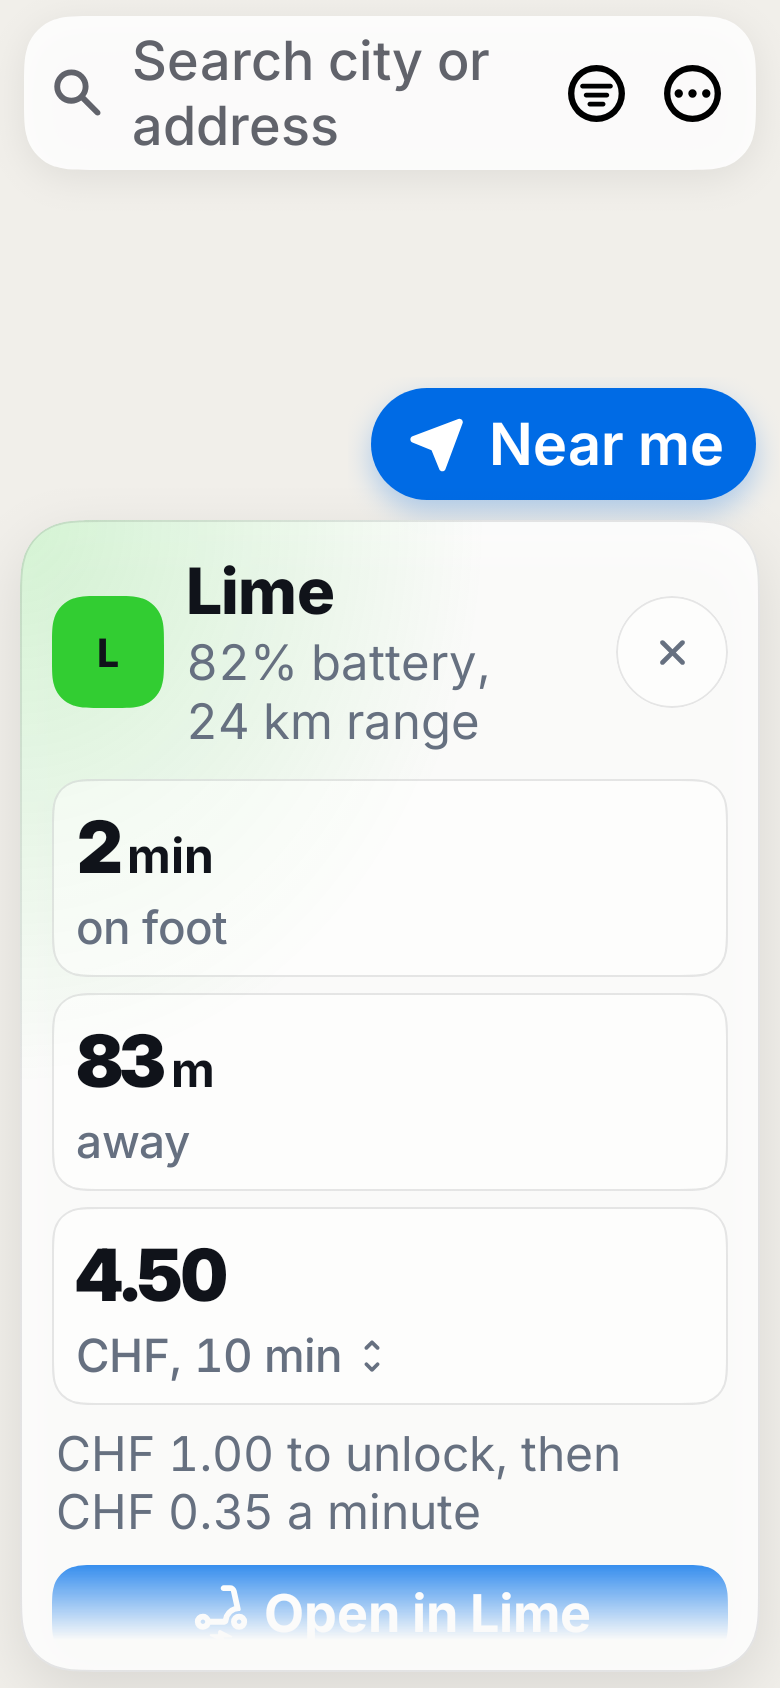 Search city or
address
Near me
Lime
L
82% battery,
24 km range
2 min
on foot
83 m
away
4.50
CHF, 10 min
CHF 1.00 to unlock, then
CHF 0.35 a minute
Open in Lime